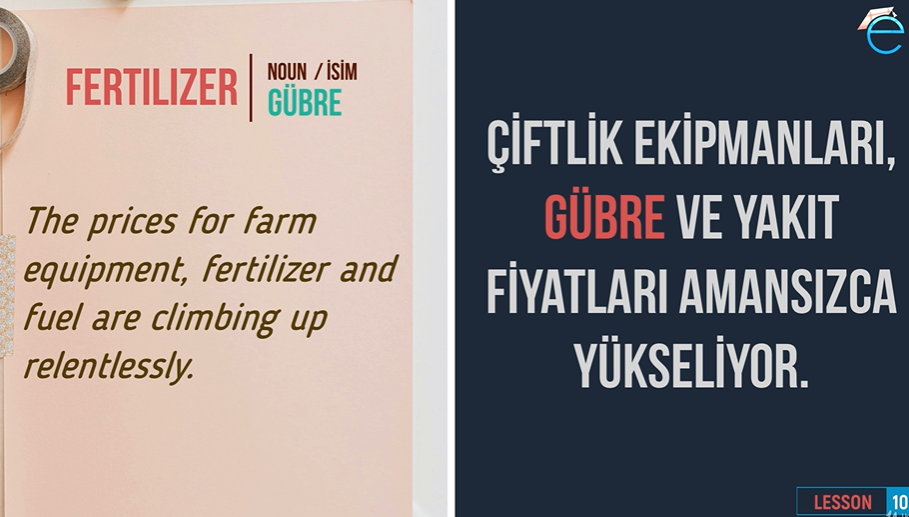 FERTILIZER
NOUN / İSİM
GÜBRE
The prices for farm
equipment, fertilizer and
fuel are climbing up
relentlessly.
ÇİFTLİK EKİPMANLARI,
GÜBRE VE YAKIT
FİYATLARI AMANSIZCA
YÜKSELİYOR.
LESSON 10